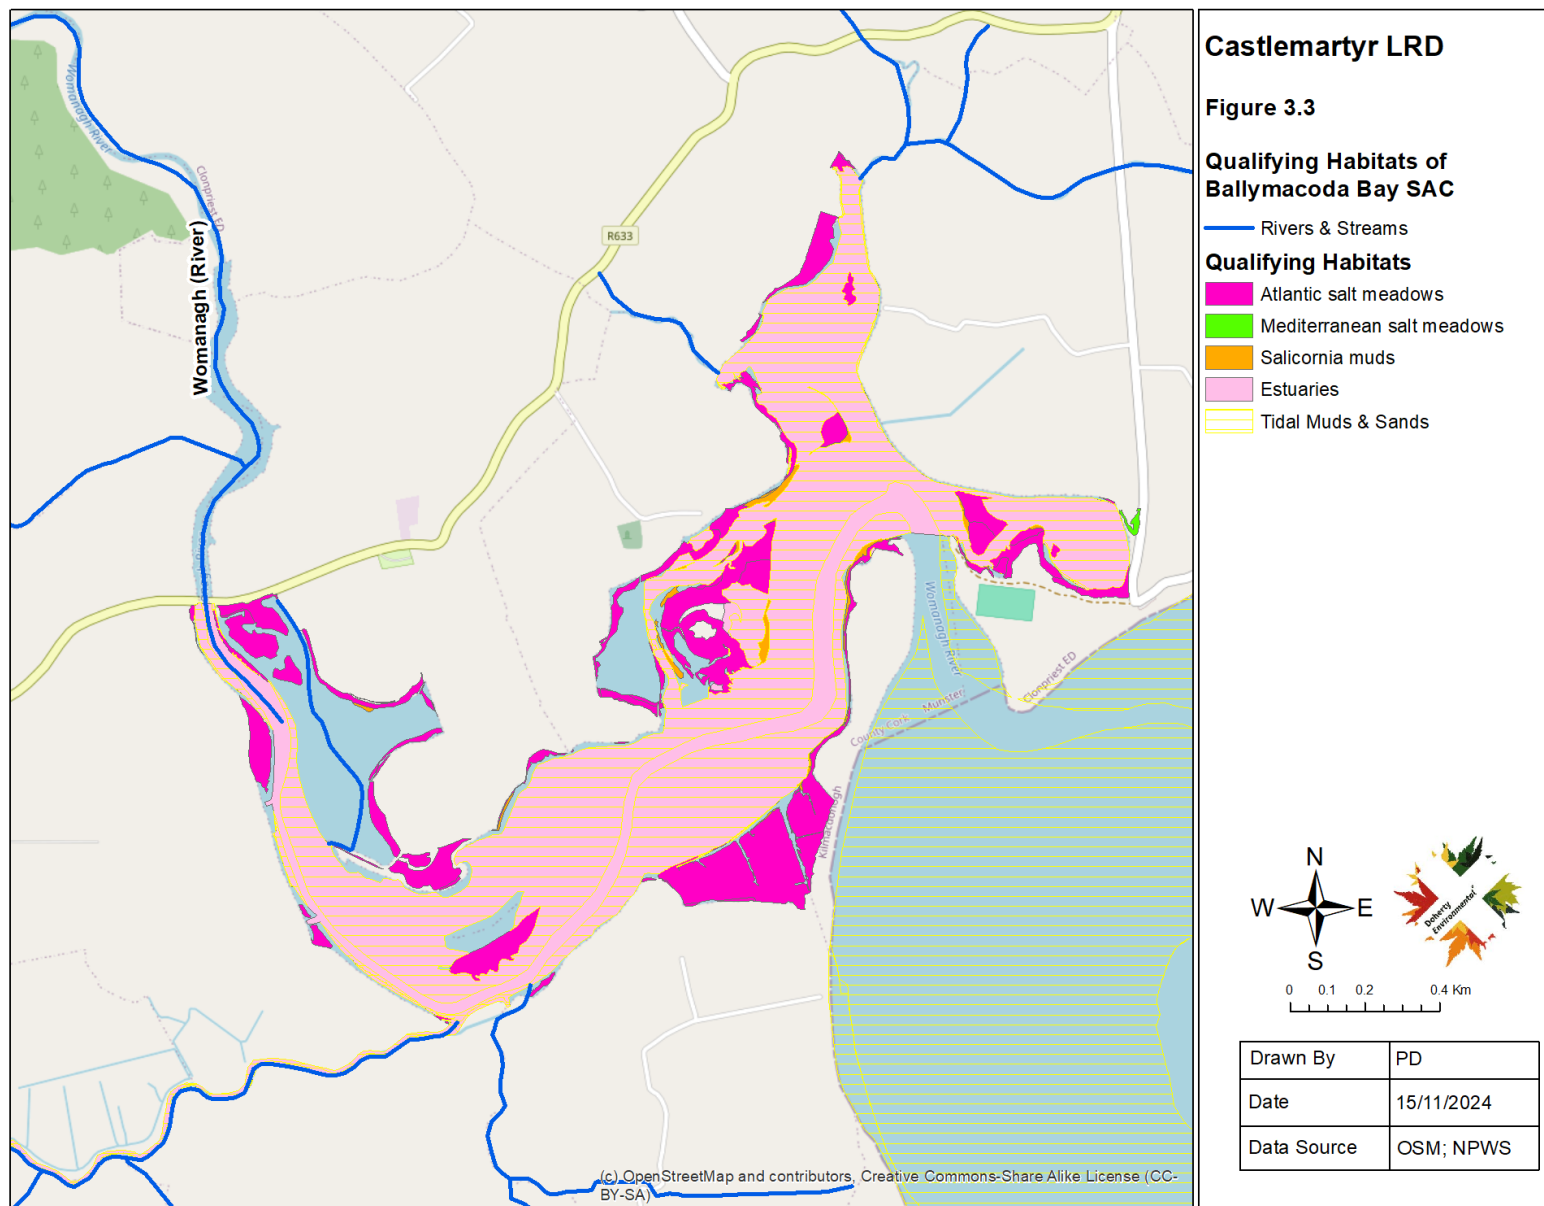 Castlemartyr LRD
Figure 3.3
Qualifying Habitats of
Ballymacoda Bay SAC
Rivers & Streams
Qualifying Habitats
Atlantic salt meadows
Mediterranean salt meadows
Salicornia muds
Estuaries
Tidal Muds & Sands
Womanagh River
Clonpriest ED
Womanagh (River)
R633
Womanagh River
Clonpriest ED
County Cork - Munster
Kilmacdonogh
N
W E
S
Doherty
Environmental
0 0.1 0.2 0.4 Km
Drawn By PD
Date 15/11/2024
Data Source OSM; NPWS
(c) OpenStreetMap and contributors, Creative Commons-Share Alike License (CC-
BY-SA)